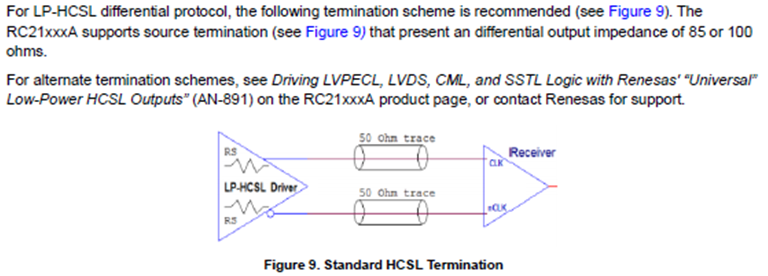 For LP-HCSL differential protocol, the following termination scheme is recommended (see Figure 9). The
RC21xxxA supports source termination (see Figure 9) that present an differential output impedance of 85 or 100
ohms.
For alternate termination schemes, see Driving LVPECL, LVDS, CML, and SSTL Logic with Renesas' "Universal"
Low-Power HCSL Outputs" (AN-891) on the RC21xxxA product page, or contact Renesas for support.
50 Ohm trace
RS
Receiver
CLK
LP-HCSL Driver
50 Ohm trace
nCLK
RS
Figure 9. Standard HCSL Termination